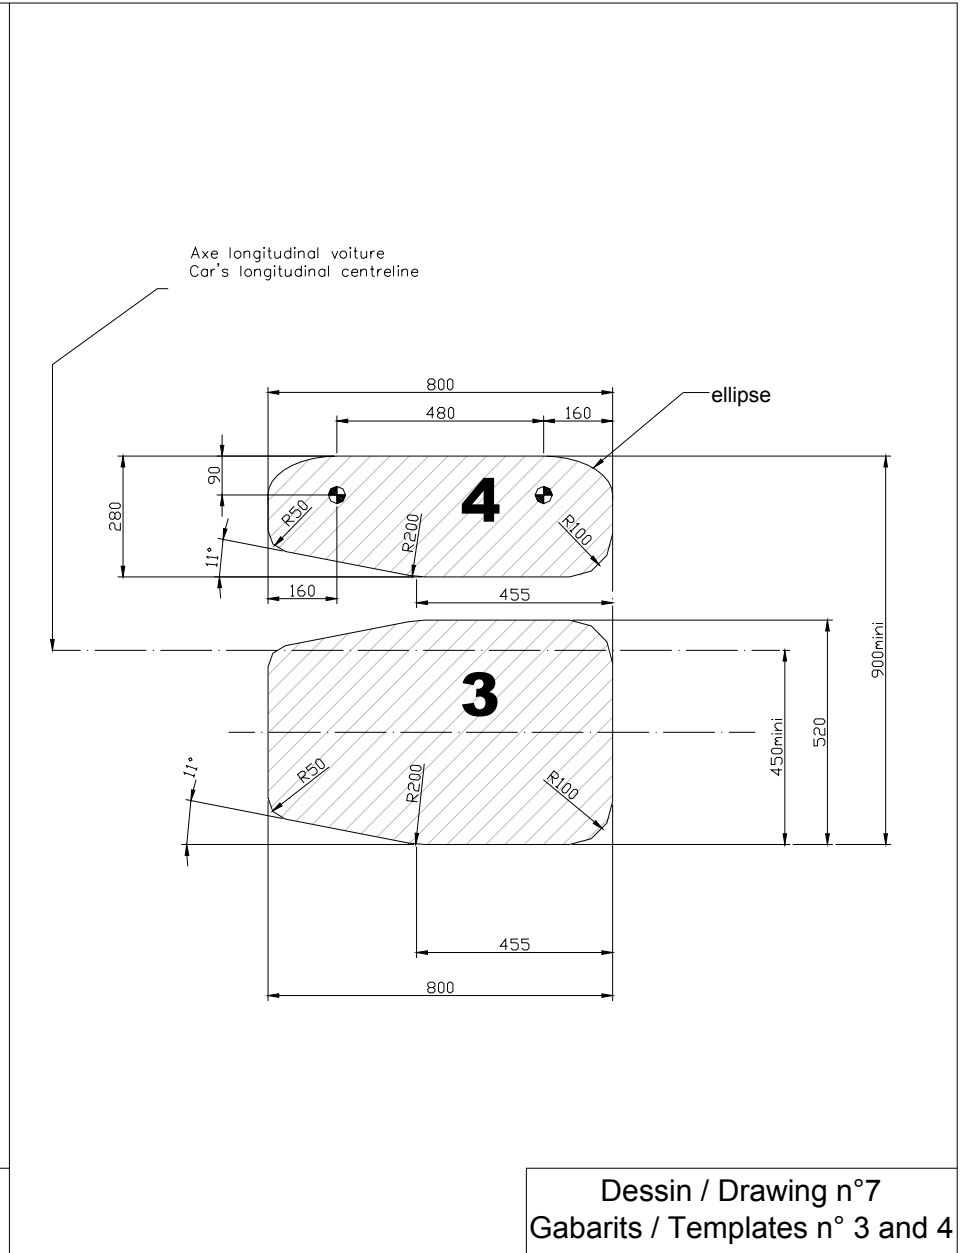 Axe longitudinal voiture
Car's longitudinal centreline
800
ellipse
480
160
90
280
4
R50
R200
R100
11°
160
455
900mini
3
450mini
520
11°
R50
R200
R100
455
800
Dessin / Drawing n°7
Gabarits / Templates n° 3 and 4